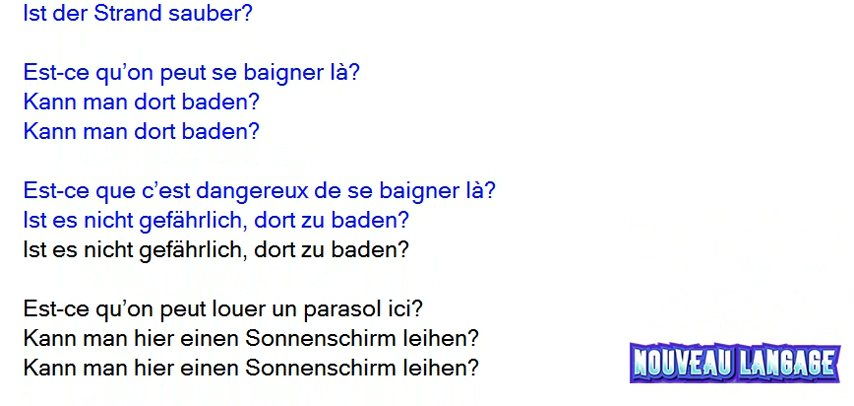 Ist der Strand sauber?
Est-ce qu’on peut se baigner là?
Kann man dort baden?
Kann man dort baden?
Est-ce que c’est dangereux de se baigner là?
Ist es nicht gefährlich, dort zu baden?
Ist es nicht gefährlich, dort zu baden?
Est-ce qu’on peut louer un parasol ici?
Kann man hier einen Sonnenschirm leihen?
Kann man hier einen Sonnenschirm leihen?
NOUVEAU LANGAGE